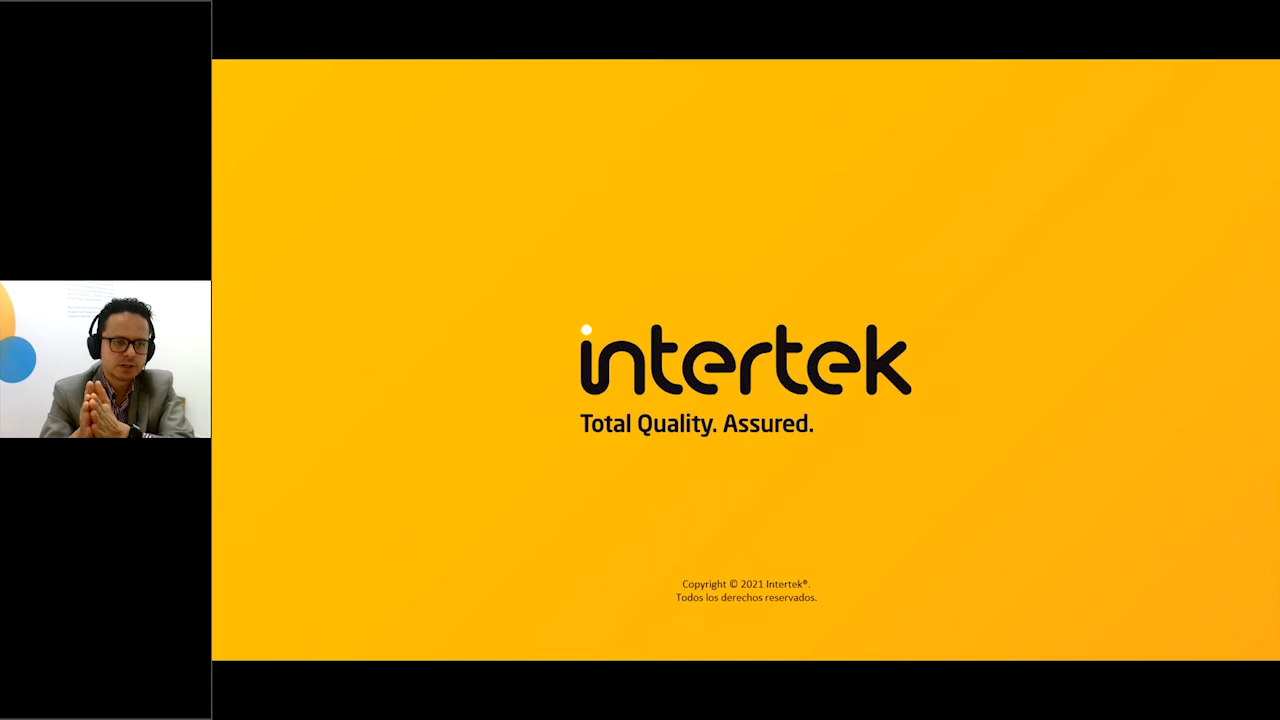 intertek
Total Quality. Assured.
Copyright © 2021 Intertek®.
Todos los derechos reservados.